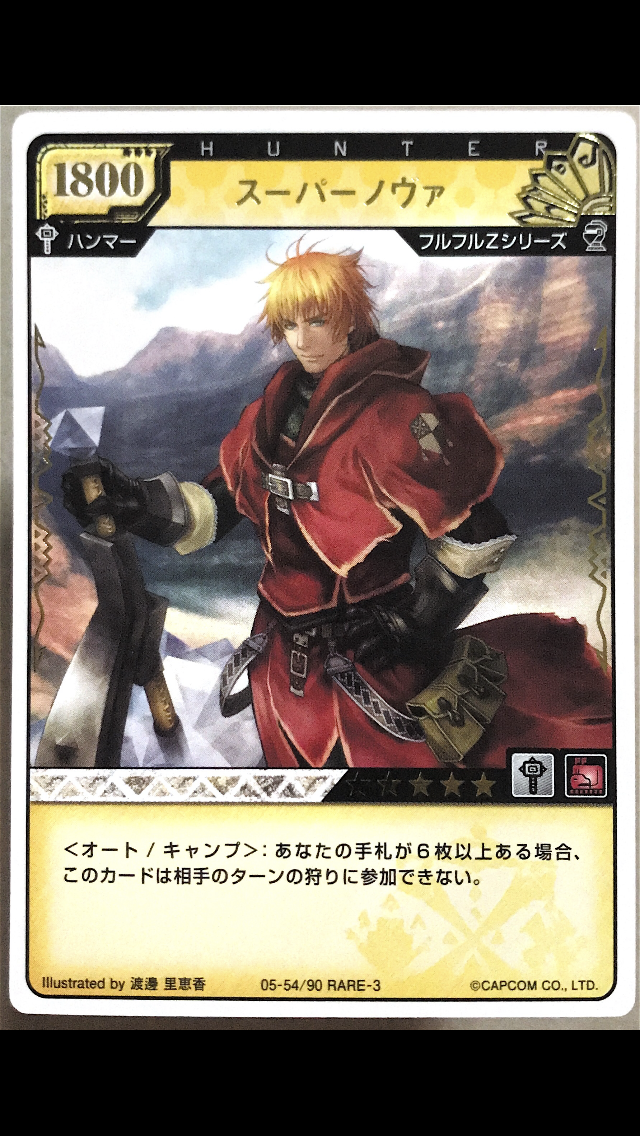 HUNTER
1800
スーパーノヴァ
ハンマー
フルフルZシリーズ
<オート / キャンプ>：あなたの手札が６枚以上ある場合、
このカードは相手のターンの狩りに参加できない。
Illustrated by 渡邊 里恵香
05-54/90 RARE-3
©CAPCOM CO., LTD.